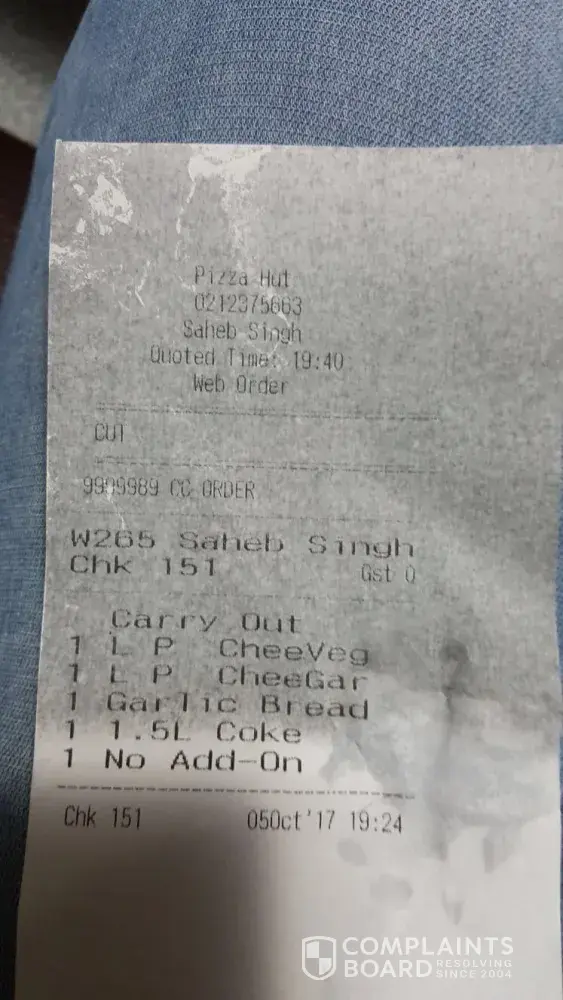 Pizza Hut
0212375663
Saheb Singh
Quoted Time: 19:40
Web Order
CUT
9999989 CC ORDER
W265 Saheb Singh
Chk 151 Gst 0
Carry Out
1 L P CheeVeg
1 L P CheeGar
1 Garlic Bread
1 1.5L Coke
1 No Add-On
Chk 151 05Oct'17 19:24
COMPLAINTS
BOARD RESOLVING
SINCE 2004